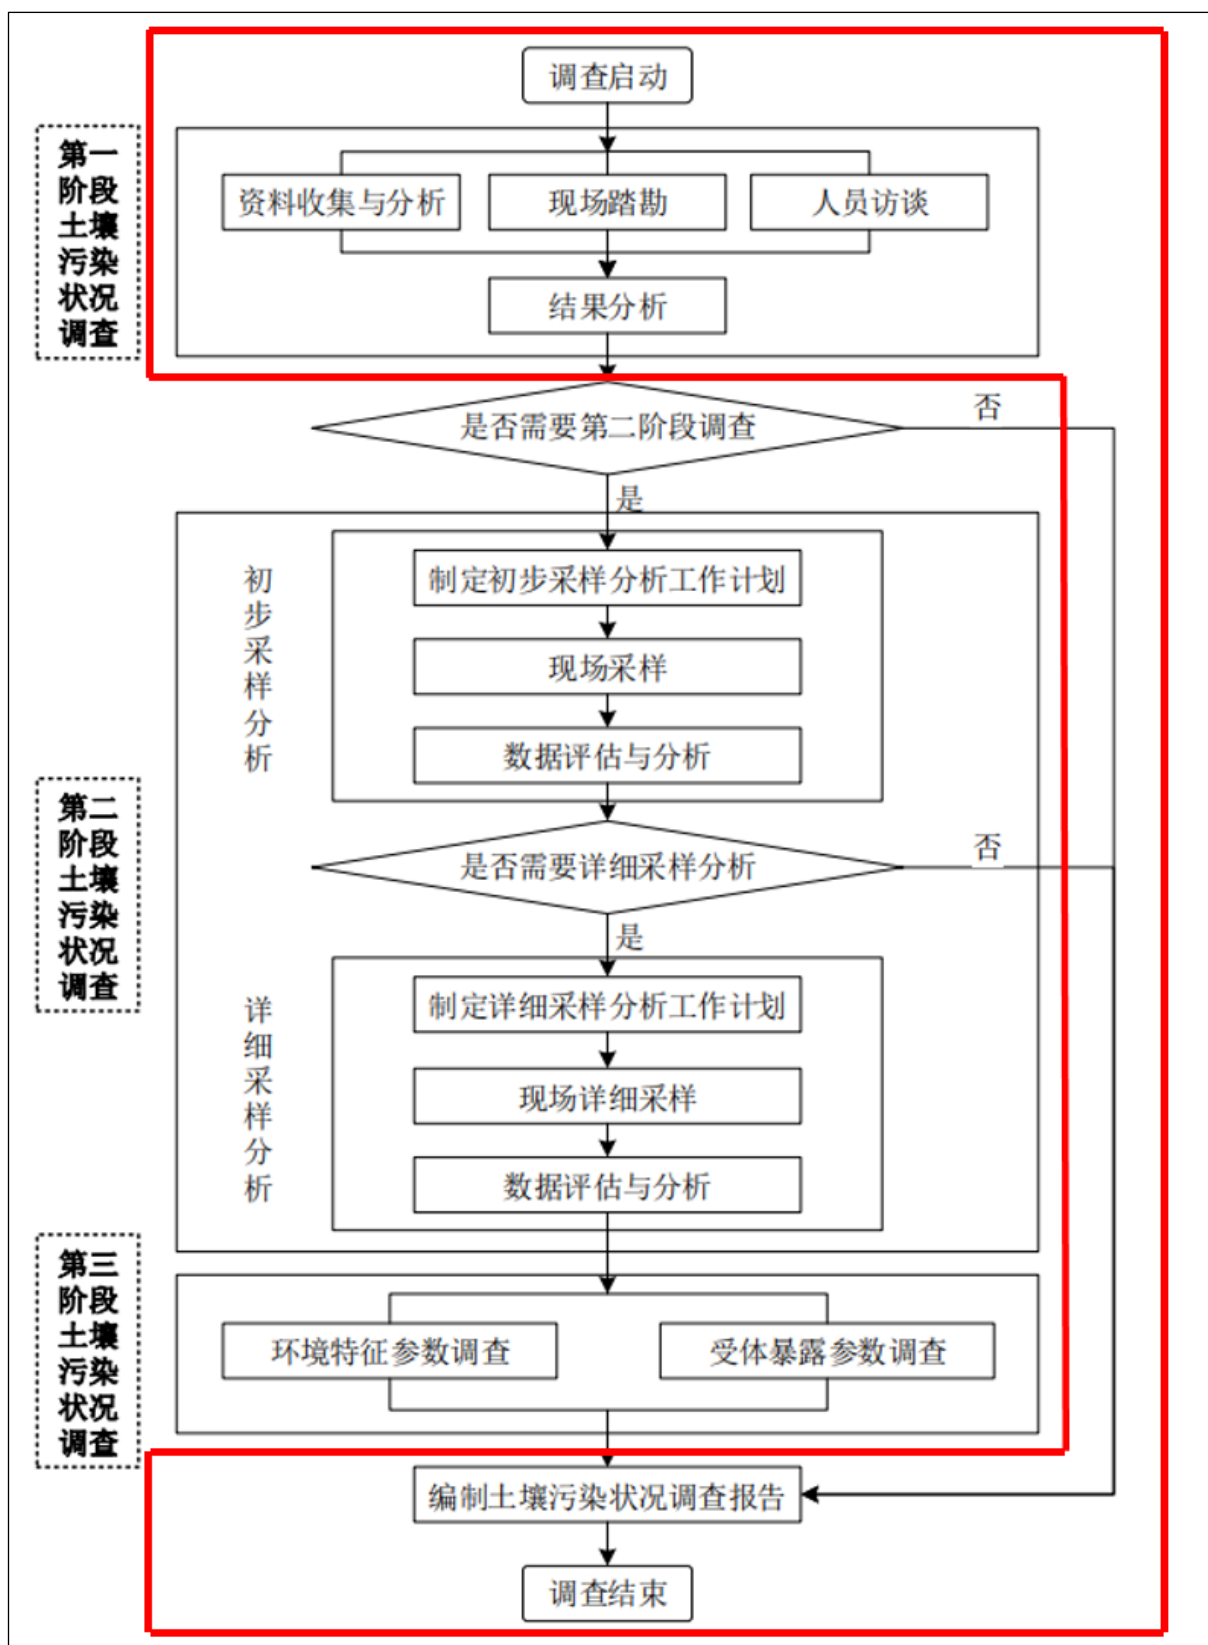 调查启动
第一
阶段
土壤
污染
状况
调查
资料收集与分析
现场踏勘
人员访谈
结果分析
是否需要第二阶段调查
否
是
初
步
采
样
分
析
制定初步采样分析工作计划
现场采样
数据评估与分析
第二
阶段
土壤
污染
状况
调查
是否需要详细采样分析
否
是
详
细
采
样
分
析
制定详细采样分析工作计划
现场详细采样
数据评估与分析
第三
阶段
土壤
污染
状况
调查
环境特征参数调查
受体暴露参数调查
编制土壤污染状况调查报告
调查结束